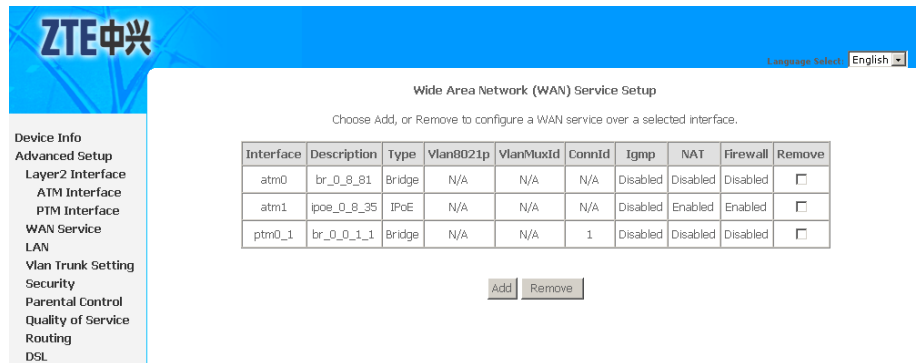 ZTE中兴
Language Select: English
Wide Area Network (WAN) Service Setup
Choose Add, or Remove to configure a WAN service over a selected interface.
Device Info
Advanced Setup
Layer2 Interface
ATM Interface
PTM Interface
WAN Service
LAN
Vlan Trunk Setting
Security
Parental Control
Quality of Service
Routing
DSL
Interface Description Type Vlan8021p VlanMuxId ConnId Igmp NAT Firewall Remove
atm0 br_0_8_81 Bridge N/A N/A N/A Disabled Disabled Disabled
atm1 ipoe_0_8_35 IPoE N/A N/A N/A Disabled Enabled Enabled
ptm0_1 br_0_0_1_1 Bridge N/A N/A 1 Disabled Disabled Disabled
Add Remove